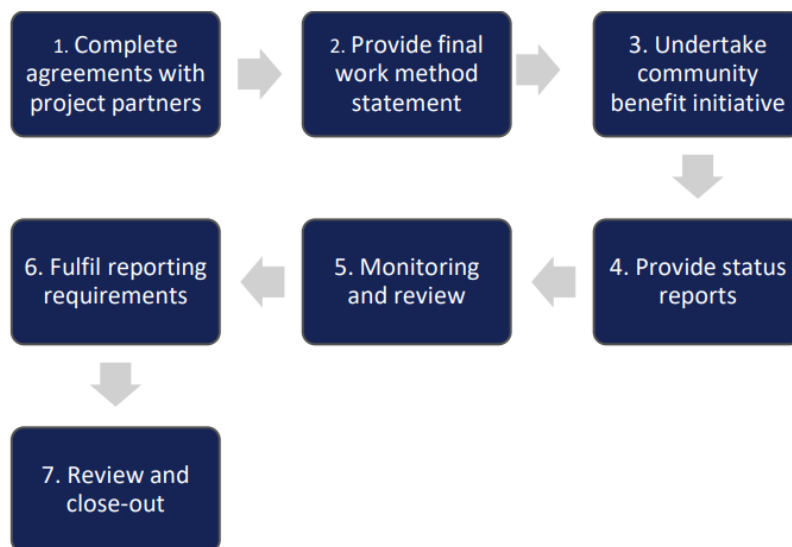 1. Complete
agreements with
project partners
2. Provide final
work method
statement
3. Undertake
community
benefit initiative
4. Provide status
reports
5. Monitoring
and review
6. Fulfil reporting
requirements
7. Review and
close-out